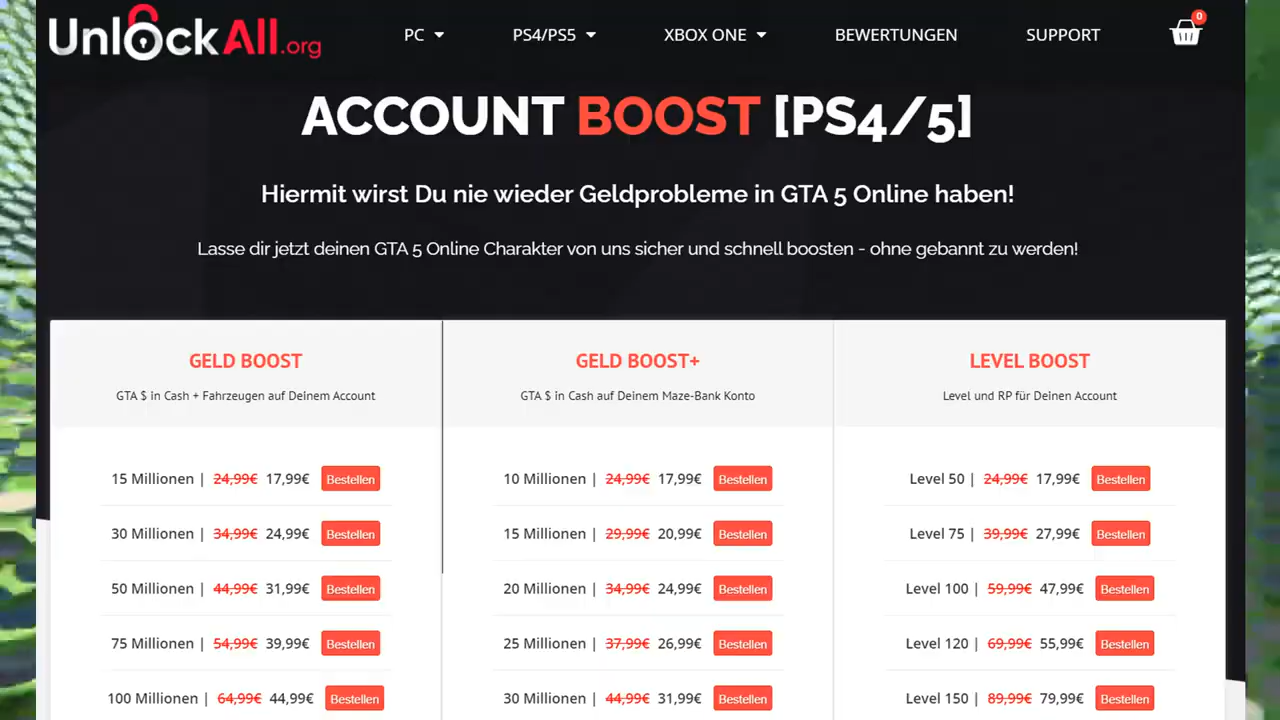 UnlockAll.org
PC
PS4/PS5
XBOX ONE
BEWERTUNGEN
SUPPORT
0
ACCOUNT BOOST [PS4/5]
Hiermit wirst Du nie wieder Geldprobleme in GTA 5 Online haben!
Lasse dir jetzt deinen GTA 5 Online Charakter von uns sicher und schnell boosten - ohne gebannt zu werden!
GELD BOOST
GTA $ in Cash + Fahrzeugen auf Deinem Account
15 Millionen | 24,99€ 17,99€ Bestellen
30 Millionen | 34,99€ 24,99€ Bestellen
50 Millionen | 44,99€ 31,99€ Bestellen
75 Millionen | 54,99€ 39,99€ Bestellen
100 Millionen | 64,99€ 44,99€ Bestellen
GELD BOOST+
GTA $ in Cash auf Deinem Maze-Bank Konto
10 Millionen | 24,99€ 17,99€ Bestellen
15 Millionen | 29,99€ 20,99€ Bestellen
20 Millionen | 34,99€ 24,99€ Bestellen
25 Millionen | 37,99€ 26,99€ Bestellen
30 Millionen | 44,99€ 31,99€ Bestellen
LEVEL BOOST
Level und RP für Deinen Account
Level 50 | 24,99€ 17,99€ Bestellen
Level 75 | 39,99€ 27,99€ Bestellen
Level 100 | 59,99€ 47,99€ Bestellen
Level 120 | 69,99€ 55,99€ Bestellen
Level 150 | 89,99€ 79,99€ Bestellen